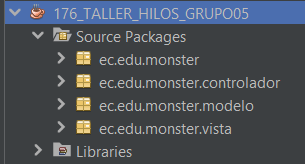 176_TALLER_HILOS_GRUPO05
Source Packages
ec.edu.monster
ec.edu.monster.controlador
ec.edu.monster.modelo
ec.edu.monster.vista
Libraries